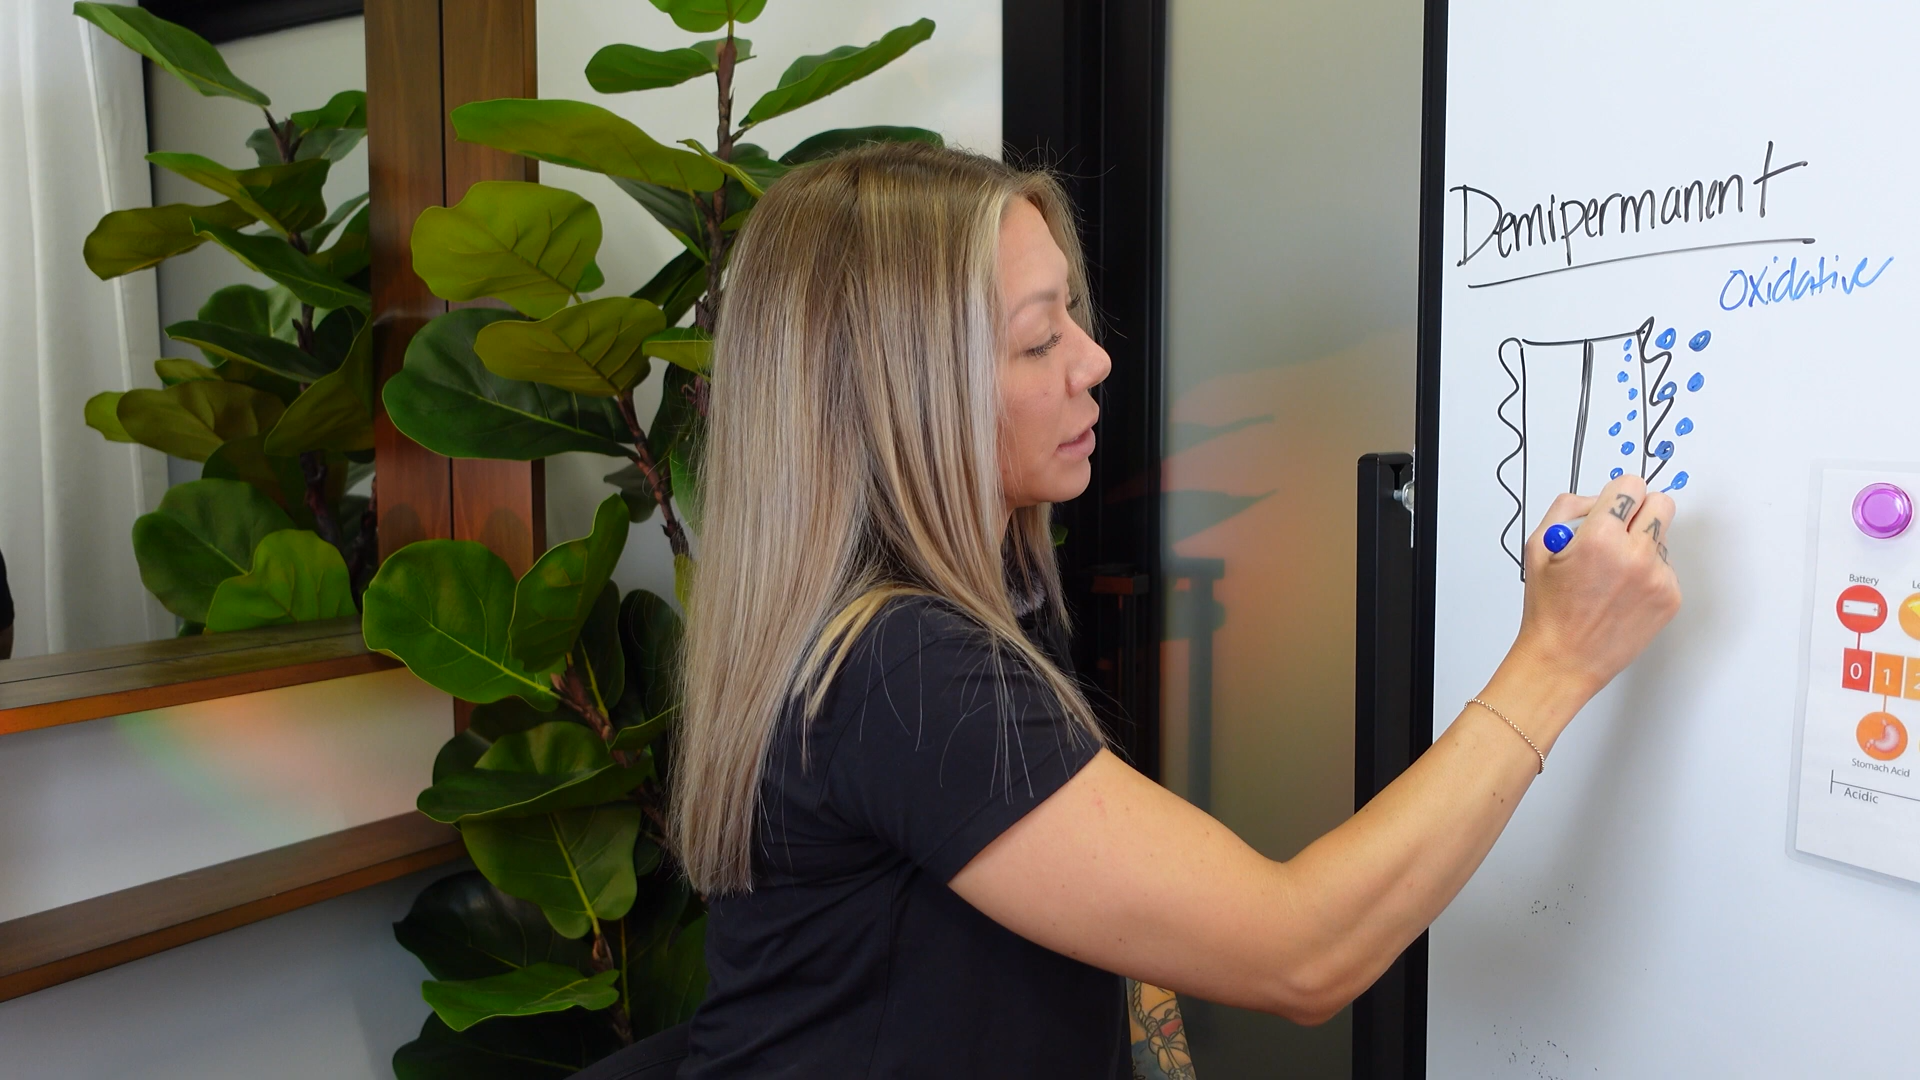 Demipermanent
oxidative
Battery
0 1
Stomach Acid
Acidic